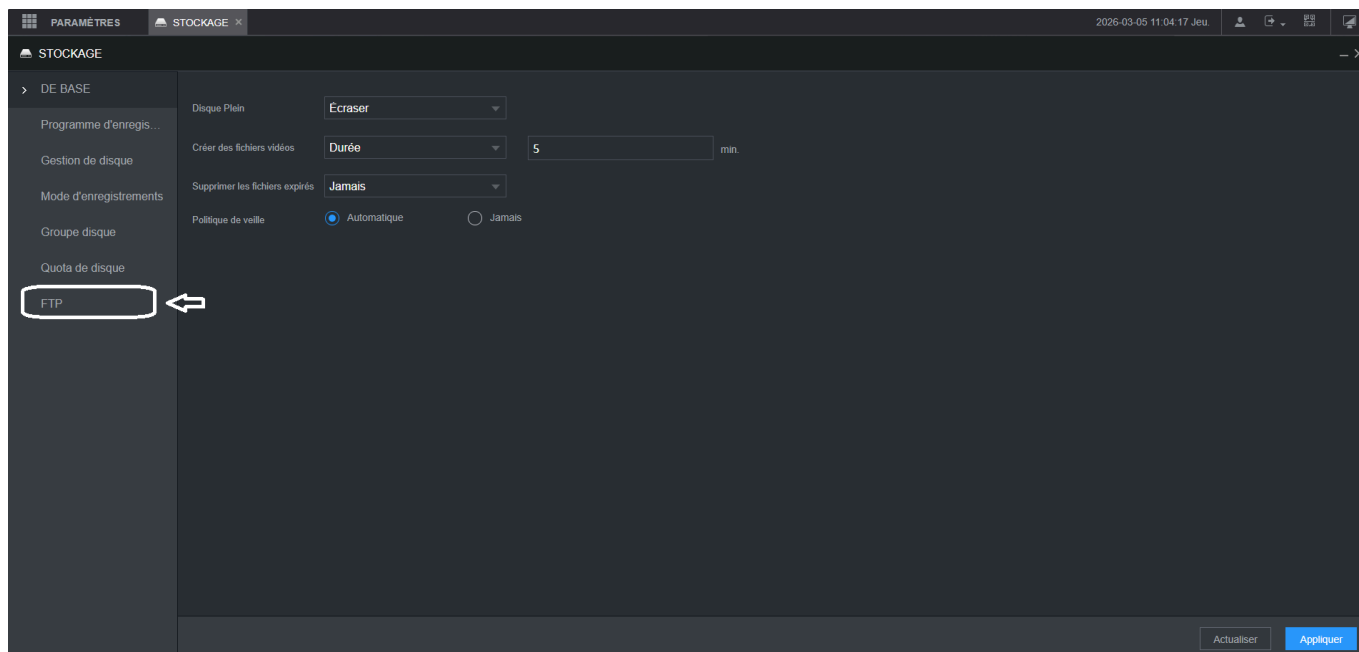 PARAMÈTRES
STOCKAGE ×
2026-03-05 11:04:17 Jeu.
STOCKAGE
DE BASE
Programme d'enregis...
Gestion de disque
Mode d'enregistrements
Groupe disque
Quota de disque
FTP
Disque Plein
Écraser
Créer des fichiers vidéos
Durée
5
min.
Supprimer les fichiers expirés
Jamais
Politique de veille
Automatique
Jamais
Actualiser
Appliquer